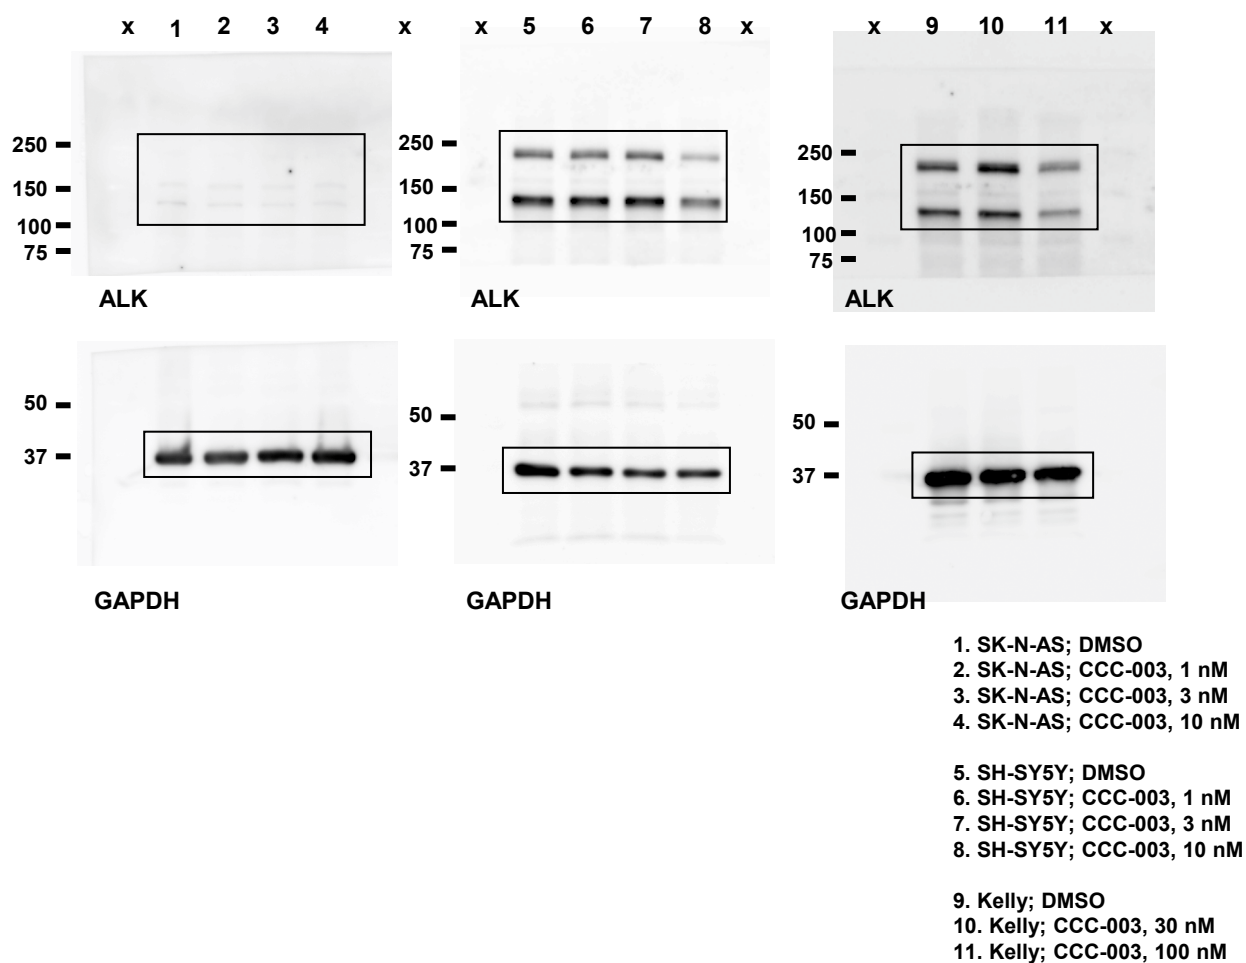 x 1 2 3 4 x x 5 6 7 8 x x 9 10 11 x
250
150
100
75
ALK
250
150
100
75
ALK
250
150
100
75
ALK
50
37
GAPDH
50
37
GAPDH
50
37
GAPDH
1. SK-N-AS; DMSO
2. SK-N-AS; CCC-003, 1 nM
3. SK-N-AS; CCC-003, 3 nM
4. SK-N-AS; CCC-003, 10 nM
5. SH-SY5Y; DMSO
6. SH-SY5Y; CCC-003, 1 nM
7. SH-SY5Y; CCC-003, 3 nM
8. SH-SY5Y; CCC-003, 10 nM
9. Kelly; DMSO
10. Kelly; CCC-003, 30 nM
11. Kelly; CCC-003, 100 nM